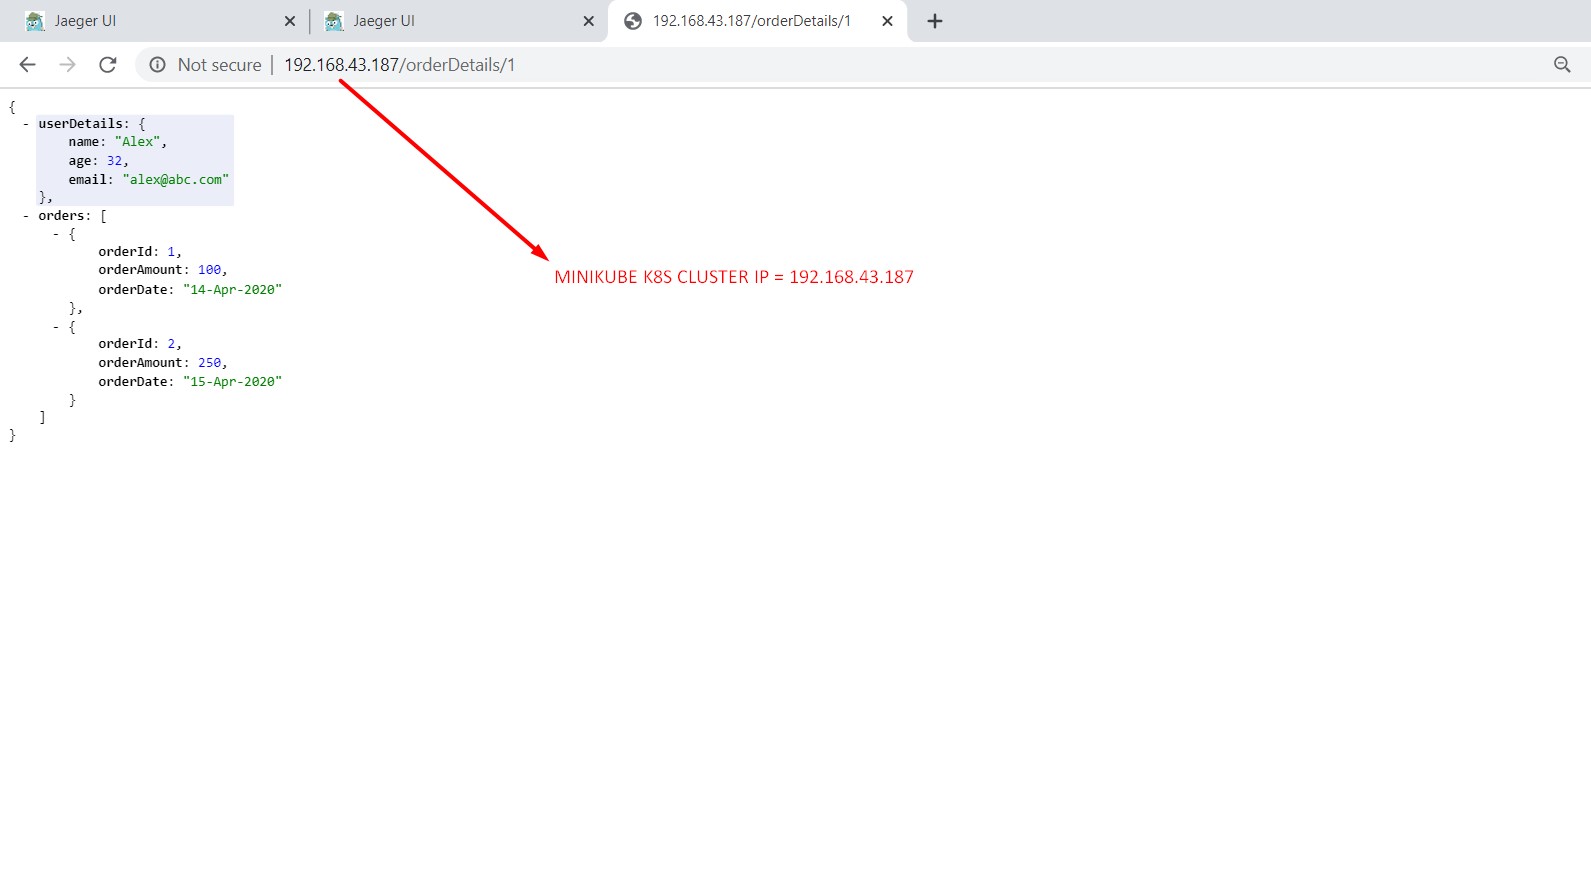 Jaeger UI
Jaeger UI
192.168.43.187/orderDetails/1
Not secure | 192.168.43.187/orderDetails/1
{
- userDetails: {
name: "Alex",
age: 32,
email: "alex@abc.com"
},
- orders: [
- {
orderId: 1,
orderAmount: 100,
orderDate: "14-Apr-2020"
},
- {
orderId: 2,
orderAmount: 250,
orderDate: "15-Apr-2020"
}
]
}
MINIKUBE K8S CLUSTER IP = 192.168.43.187